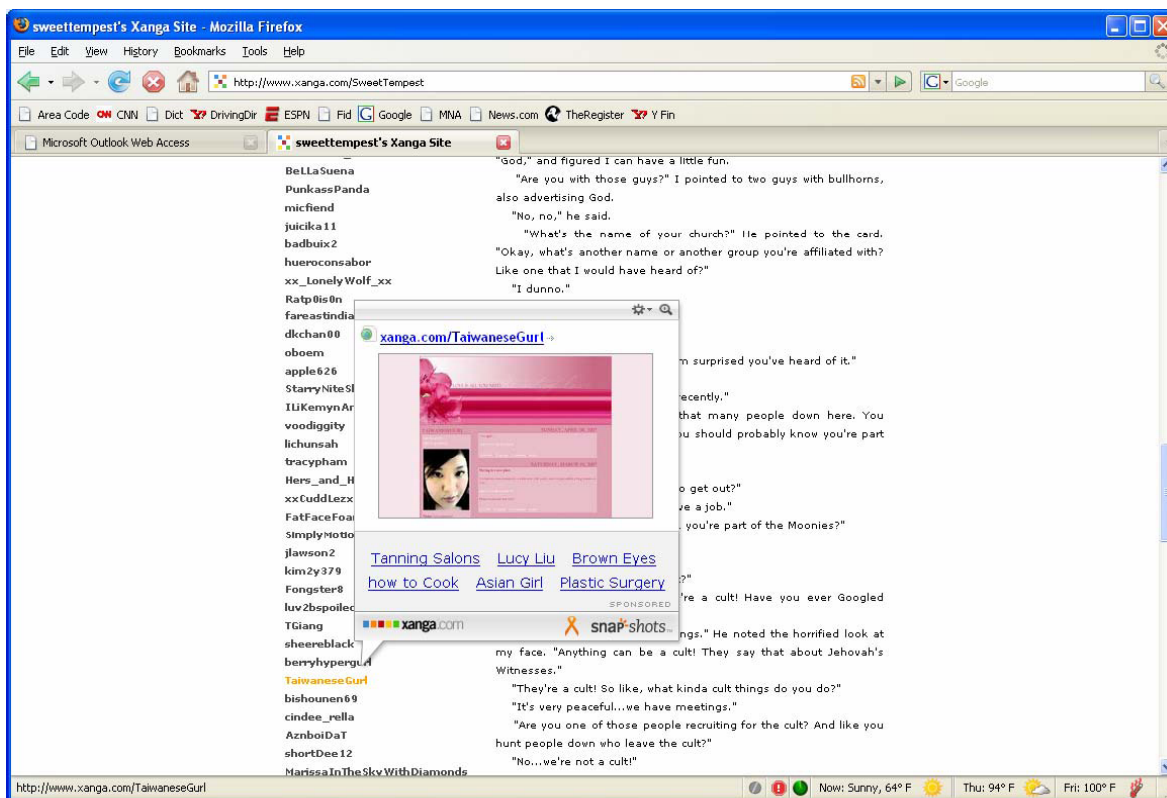 sweettempest's Xanga Site - Mozilla Firefox
File Edit View History Bookmarks Tools Help
http://www.xanga.com/SweetTempest
Google
Area Code CNN Dict DrivingDir ESPN Fid Google MNA News.com TheRegister Y Fin
Microsoft Outlook Web Access
sweettempest's Xanga Site
BeLLaSuena
PunkassPanda
micfiend
juicika11
badbuix2
hueroconsabor
xx_LonelyWolf_xx
Ratp0is0n
fareastindia
dkchan00
oboem
apple626
StarryNiteSl
ILiKemynAr
voodiggity
lichunsah
tracypham
Hers_and_H
xxCuddLezx
FatFaceFoa
SimplyMotio
jlawson2
kim2y379
Fongster8
luv2bspoiled
TGiang
sheereblack
berryhypergurl
TaiwaneseGurl
bishounen69
cindee_rella
AznboiDaT
shortDee12
MarissaInTheSkyWithDiamonds
"God," and figured I can have a little fun.
"Are you with those guys?" I pointed to two guys with bullhorns,
also advertising God.
"No, no," he said.
"What's the name of your church?" He pointed to the card.
"Okay, what's another name or another group you're affiliated with?
Like one that I would have heard of?"
"I dunno."
surprised you've heard of it."
recently."
that many people down here. You
should probably know you're part
get out?"
a job."
you're part of the Moonies?"
?"
're a cult! Have you ever Googled
ngs." He noted the horrified look at
my face. "Anything can be a cult! They say that about Jehovah's
Witnesses."
"They're a cult! So like, what kinda cult things do you do?"
"It's very peaceful...we have meetings."
"Are you one of those people recruiting for the cult? And like you
hunt people down who leave the cult?"
"No...we're not a cult!"
xanga.com/TaiwaneseGurl
Tanning Salons Lucy Liu Brown Eyes
how to Cook Asian Girl Plastic Surgery
SPONSORED
xanga.com
snap shots
http://www.xanga.com/TaiwaneseGurl
Now: Sunny, 64° F Thu: 94° F Fri: 100° F